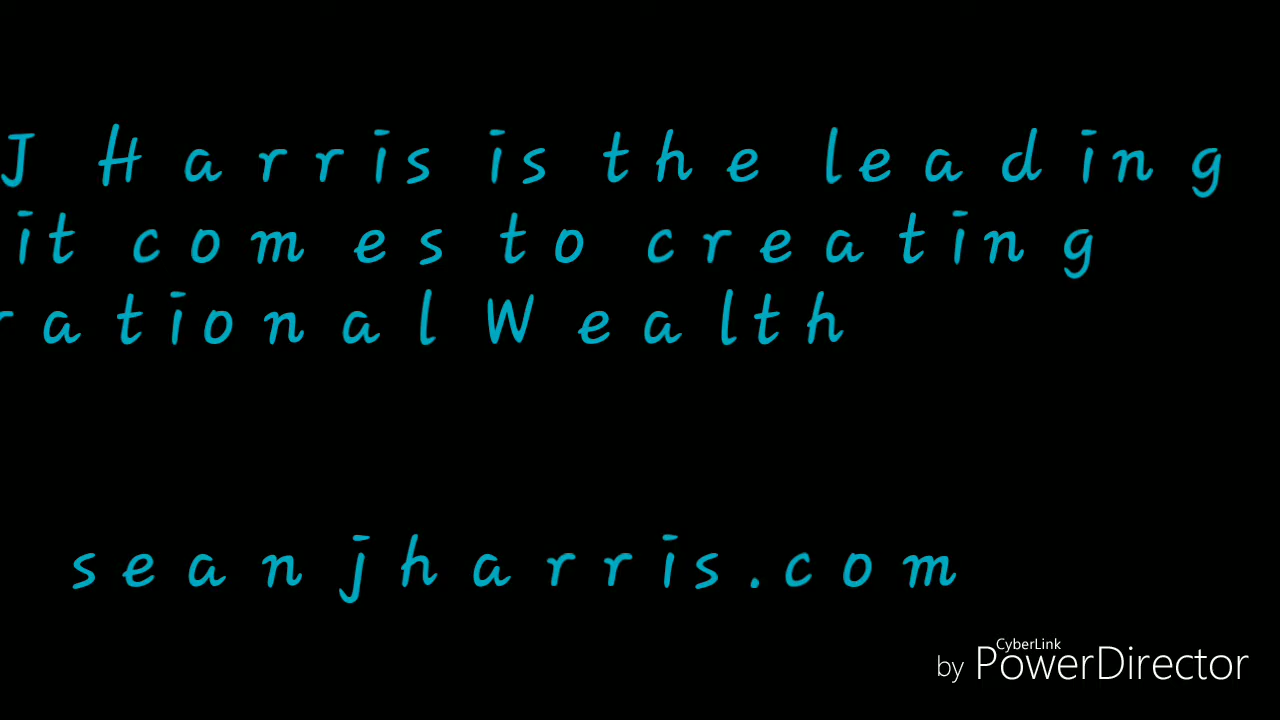 J Harris is the leading
it comes to creating
rational Wealth
seanjharris.com
CyberLink
by PowerDirector